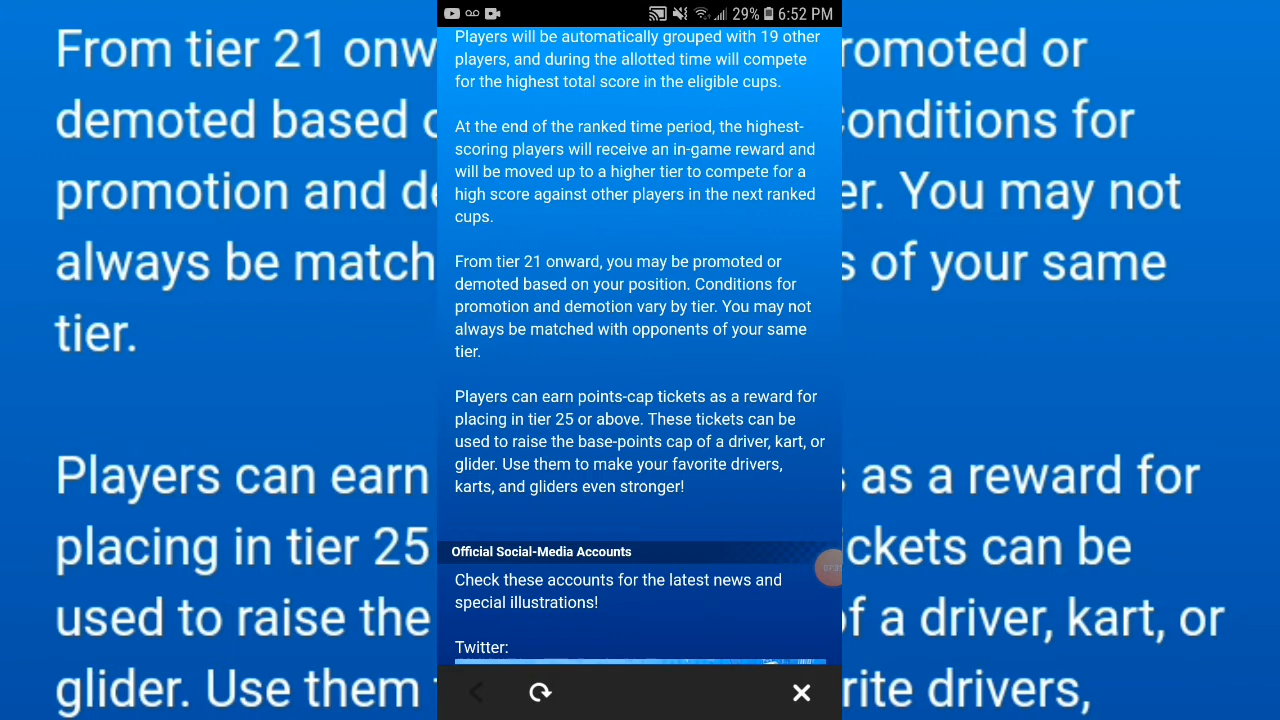 29% 6:52 PM
Players will be automatically grouped with 19 other
players, and during the allotted time will compete
for the highest total score in the eligible cups.
At the end of the ranked time period, the highest-
scoring players will receive an in-game reward and
will be moved up to a higher tier to compete for a
high score against other players in the next ranked
cups.
From tier 21 onward, you may be promoted or
demoted based on your position. Conditions for
promotion and demotion vary by tier. You may not
always be matched with opponents of your same
tier.
Players can earn points-cap tickets as a reward for
placing in tier 25 or above. These tickets can be
used to raise the base-points cap of a driver, kart, or
glider. Use them to make your favorite drivers,
karts, and gliders even stronger!
Official Social-Media Accounts
Check these accounts for the latest news and
special illustrations!
Twitter:
From tier 21 onw
demoted based
promotion and d
always be match
tier.
Players can earn
placing in tier 25
used to raise the
glider. Use them
romoted or
onditions for
er. You may not
s of your same
as a reward for
ckets can be
of a driver, kart, or
rite drivers,